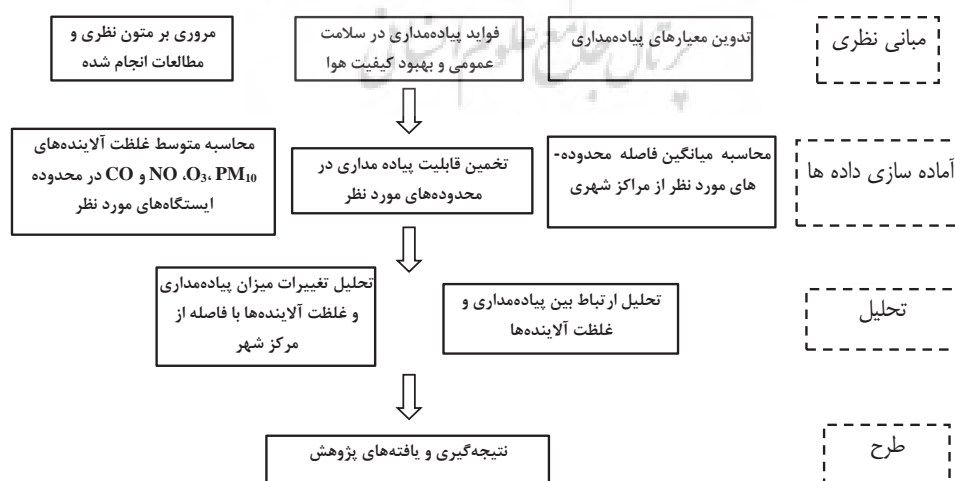 پرتال جامع علوم انسانی
مبانی نظری
تدوین معیارهای پیاده‌مداری
فواید پیاده‌مداری در سلامت
عمومی و بهبود کیفیت هوا
مروری بر متون نظری و
مطالعات انجام شده
آماده سازی داده ها
محاسبه میانگین فاصله محدوده-
های مورد نظر از مراکز شهری
تخمین قابلیت پیاده مداری در
محدوده‌های مورد نظر
محاسبه متوسط غلظت آلاینده‌های
NO ،O₃، PM₁₀ و CO در محدوده
ایستگاه‌های مورد نظر
تحلیل
تحلیل ارتباط بین پیاده‌مداری و
غلظت آلاینده‌ها
تحلیل تغییرات میزان پیاده‌مداری
و غلظت آلاینده‌ها با فاصله از
مرکز شهر
طرح
نتیجه‌گیری و یافته‌های پژوهش